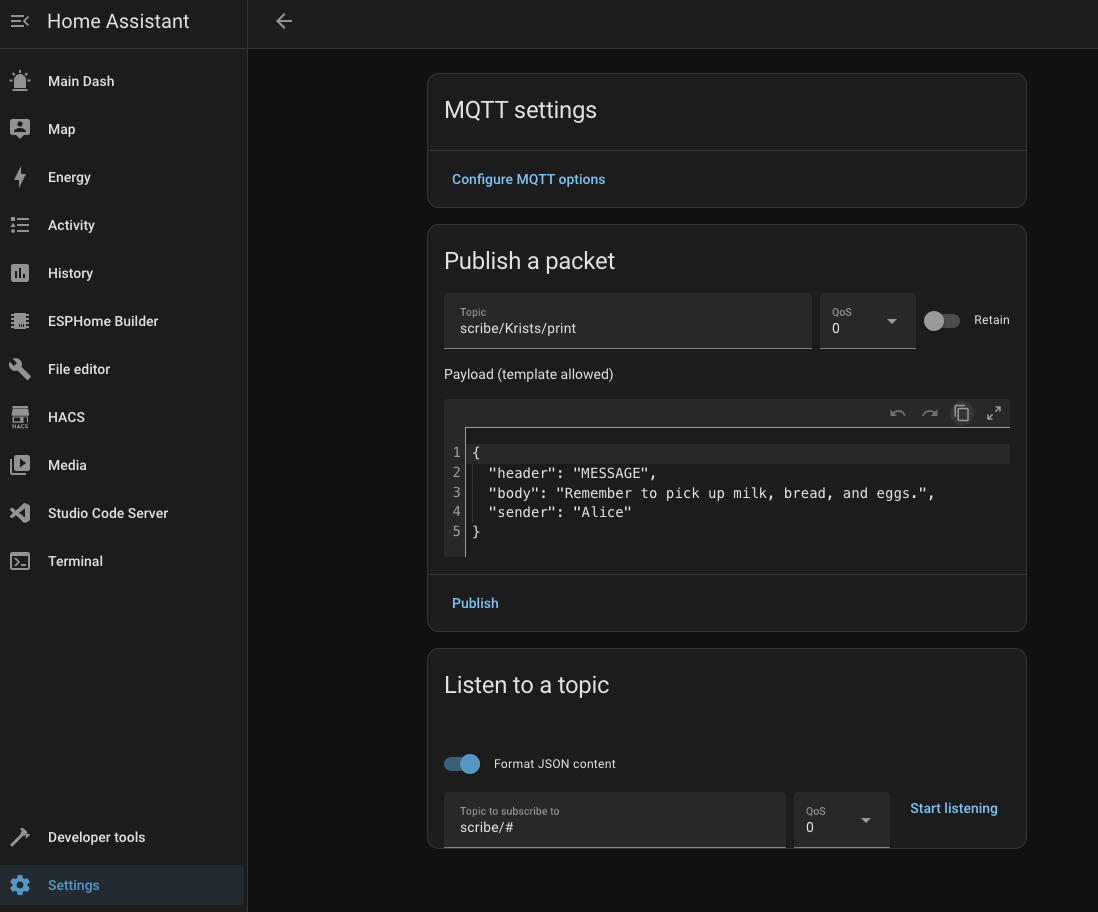 Home Assistant
Main Dash
Map
Energy
Activity
History
ESPHome Builder
File editor
HACS
HACS
Media
Studio Code Server
Terminal
Developer tools
Settings
MQTT settings
Configure MQTT options
Publish a packet
Topic
scribe/Krists/print
QoS
0
Retain
Payload (template allowed)
1 {
2 "header": "MESSAGE",
3 "body": "Remember to pick up milk, bread, and eggs.",
4 "sender": "Alice"
5 }
Publish
Listen to a topic
Format JSON content
Topic to subscribe to
scribe/#
QoS
0
Start listening